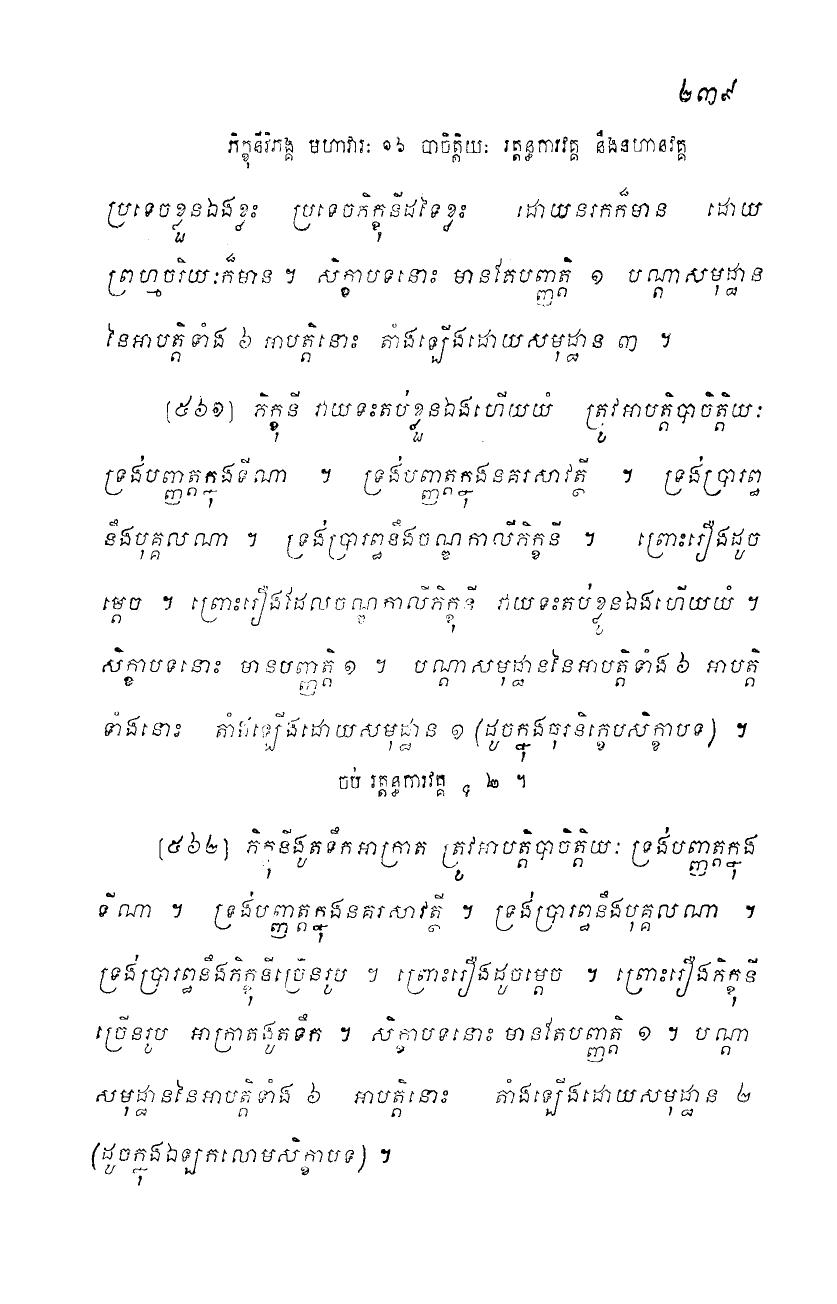 ២៣៩
ភិក្ខុនីវិភង្គ មហាវារៈ ១៦ បាចិត្តិយៈ រត្តន្ធការវគ្គ នឹងនហានវគ្គ
ប្រទេចខ្លួនឯងខ្លះ ប្រទេចភិក្ខុនីដទៃខ្លះ ដោយនរកក៏មាន ដោយ
ព្រហ្មចរិយៈក៏មាន ។ សិក្ខាបទនោះ មានតែបញ្ញត្តិ ១ បណ្តាសមុដ្ឋាន
នៃអាបត្តិទាំង ៦ អាបត្តិនោះ តាំងឡើងដោយសមុដ្ឋាន ៣ ។
[៥៦១] ភិក្ខុនី វាយទះតប់ខ្លួនឯងហើយយំ ត្រូវអាបត្តិបាចិត្តិយៈ
ទ្រង់បញ្ញត្តក្នុងទីណា ។ ទ្រង់បញ្ញត្តក្នុងនគរសាវត្ថី ។ ទ្រង់ប្រារព្ធ
នឹងបុគ្គលណា ។ ទ្រង់ប្រារព្ធនឹងចណ្ឌកាលីភិក្ខុនី ។ ព្រោះរឿងដូច
ម្តេច ។ ព្រោះរឿងដែលចណ្ឌកាលីភិក្ខុនី វាយទះតប់ខ្លួនឯងហើយយំ ។
សិក្ខាបទនោះ មានបញ្ញត្តិ ១ ។ បណ្តាសមុដ្ឋាននៃអាបត្តិទាំង ៦ អាបត្តិ
ទាំងនោះ តាំងឡើងដោយសមុដ្ឋាន ១ (ដូចក្នុងធុរនិក្ខេបសិក្ខាបទ) ។
ចប់ រត្តន្ធការវគ្គ ទី ២ ។
[៥៦២] ភិក្ខុនីងូតទឹកអាក្រាត ត្រូវអាបត្តិបាចិត្តិយៈ ទ្រង់បញ្ញត្តក្នុង
ទីណា ។ ទ្រង់បញ្ញត្តក្នុងនគរសាវត្ថី ។ ទ្រង់ប្រារព្ធនឹងបុគ្គលណា ។
ទ្រង់ប្រារព្ធនឹងភិក្ខុនីច្រើនរូប ។ ព្រោះរឿងដូចម្តេច ។ ព្រោះរឿងភិក្ខុនី
ច្រើនរូប អាក្រាតងូតទឹក ។ សិក្ខាបទនោះ មានតែបញ្ញត្តិ ១ ។ បណ្តា
សមុដ្ឋាននៃអាបត្តិទាំង ៦ អាបត្តិនោះ តាំងឡើងដោយសមុដ្ឋាន ២
(ដូចក្នុងឯឡកលោមសិក្ខាបទ) ។